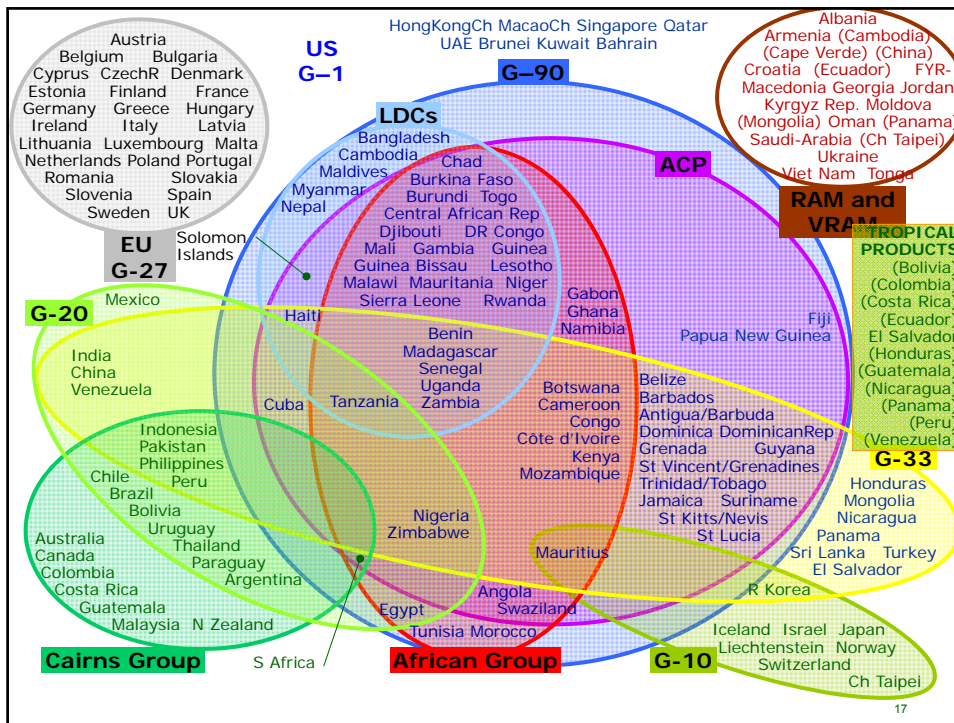 HongKongCh MacaoCh Singapore Qatar
UAE Brunei Kuwait Bahrain
US
G–1
G–90
Austria
Belgium Bulgaria
Cyprus CzechR Denmark
Estonia Finland France
Germany Greece Hungary
Ireland Italy Latvia
Lithuania Luxembourg Malta
Netherlands Poland Portugal
Romania Slovakia
Slovenia Spain
Sweden UK
EU
G-27
Albania
Armenia (Cambodia)
(Cape Verde) (China)
Croatia (Ecuador) FYR-
Macedonia Georgia Jordan
Kyrgyz Rep. Moldova
(Mongolia) Oman (Panama)
Saudi-Arabia (Ch Taipei)
Ukraine
Viet Nam Tonga
RAM and
VRAM
LDCs
Bangladesh
Cambodia
Maldives
Myanmar
Nepal
Solomon
Islands
ACP
Chad
Burkina Faso
Burundi Togo
Central African Rep
Djibouti DR Congo
Mali Gambia Guinea
Guinea Bissau Lesotho
Malawi Mauritania Niger
Sierra Leone Rwanda
Haiti
Gabon
Ghana
Namibia
Fiji
Papua New Guinea
TROPICAL
PRODUCTS
(Bolivia)
(Colombia)
(Costa Rica)
(Ecuador)
El Salvador
(Honduras)
(Guatemala)
(Nicaragua)
(Panama)
(Peru)
(Venezuela)
G-20
Mexico
India
China
Venezuela
Benin
Madagascar
Senegal
Uganda
Zambia
Cuba
Tanzania
Botswana
Cameroon
Congo
Côte d'Ivoire
Kenya
Mozambique
Belize
Barbados
Antigua/Barbuda
Dominica DominicanRep
Grenada Guyana
St Vincent/Grenadines
Trinidad/Tobago
Jamaica Suriname
St Kitts/Nevis
St Lucia
G-33
Honduras
Mongolia
Nicaragua
Panama
Sri Lanka Turkey
El Salvador
Indonesia
Pakistan
Philippines
Peru
Chile
Brazil
Bolivia
Uruguay
Thailand
Paraguay
Argentina
Australia
Canada
Colombia
Costa Rica
Guatemala
Malaysia N Zealand
Nigeria
Zimbabwe
Mauritius
R Korea
Angola
Swaziland
Egypt
Tunisia Morocco
Iceland Israel Japan
Liechtenstein Norway
Switzerland
Ch Taipei
Cairns Group
S Africa
African Group
G-10
17